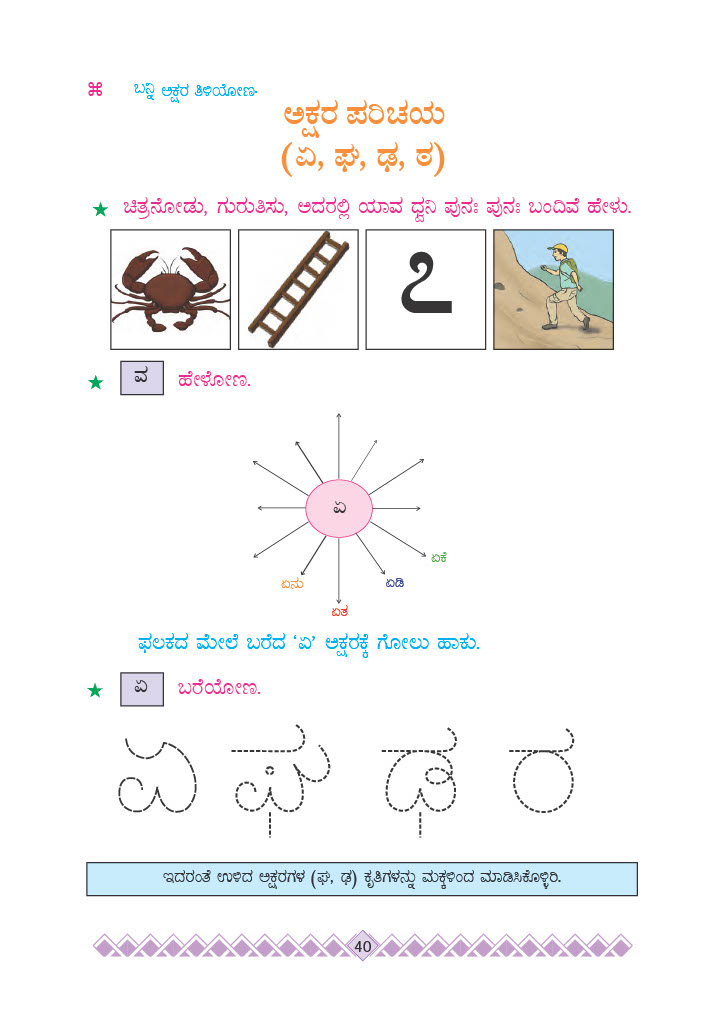 ⌘ ಬನ್ನಿ ಅಕ್ಷರ ತಿಳಿಯೋಣ.
ಅಕ್ಷರ ಪರಿಚಯ
(ಏ, ಘ, ಢ, ಠ)
★ ಚಿತ್ರನೋಡು, ಗುರುತಿಸು, ಅದರಲ್ಲಿ ಯಾವ ಧ್ವನಿ ಪುನಃ ಪುನಃ ಬಂದಿವೆ ಹೇಳು.
೭
★ ವ ಹೇಳೋಣ.
ಏ
ಏಕೆ
ಏನು ಏಡಿ
ಏತ
ಫಲಕದ ಮೇಲೆ ಬರೆದ ‘ಏ’ ಅಕ್ಷರಕ್ಕೆ ಗೋಲು ಹಾಕು.
★ ಏ ಬರೆಯೋಣ.
ಏ ಘ ಢ ಠ
ಇದರಂತೆ ಉಳಿದ ಅಕ್ಷರಗಳ (ಘ, ಢ) ಕೃತಿಗಳನ್ನು ಮಕ್ಕಳಿಂದ ಮಾಡಿಸಿಕೊಳ್ಳಿರಿ.
40